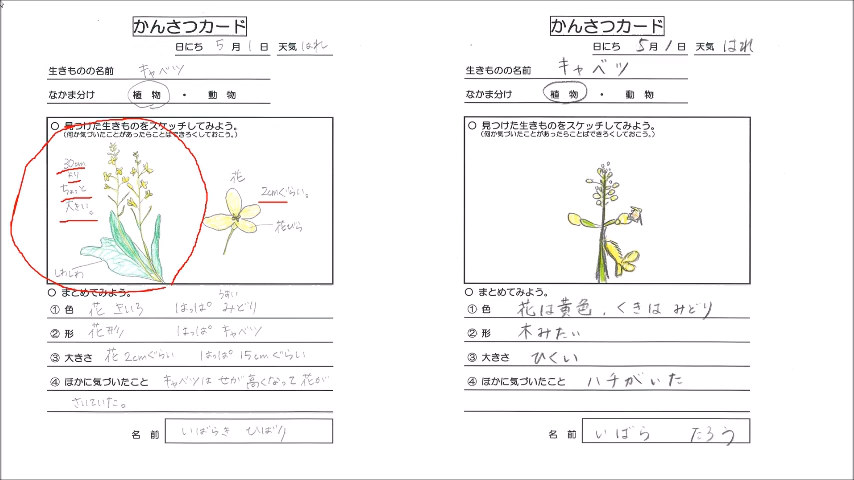 かんさつカード
日にち 5月1日 天気 はれ
生きものの名前 キャベツ
なかま分け 植物 ・ 動物
○ 見つけた生きものをスケッチしてみよう。
(何か気づいたことがあったらことばできろくしておこう。)
30cm
より
ちょっと
大きい。
花
2cmぐらい。
花びら
しわしわ
○ まとめてみよう。
① 色 花 きいろ はっぱ うすいみどり
② 形 花形 はっぱ キャベツ
③ 大きさ 花2cmぐらい はっぱ 15cmぐらい
④ ほかに気づいたこと キャベツは せが高くなって花が
さいていた。
名前 いばらき ひばり
かんさつカード
日にち 5月1日 天気 はれ
生きものの名前 キャベツ
なかま分け 植物 ・ 動物
○ 見つけた生きものをスケッチしてみよう。
(何か気づいたことがあったらことばできろくしておこう。)
○ まとめてみよう。
① 色 花は黄色、くきは みどり
② 形 木みたい
③ 大きさ ひくい
④ ほかに気づいたこと ハチがいた
名前 いばら たろう